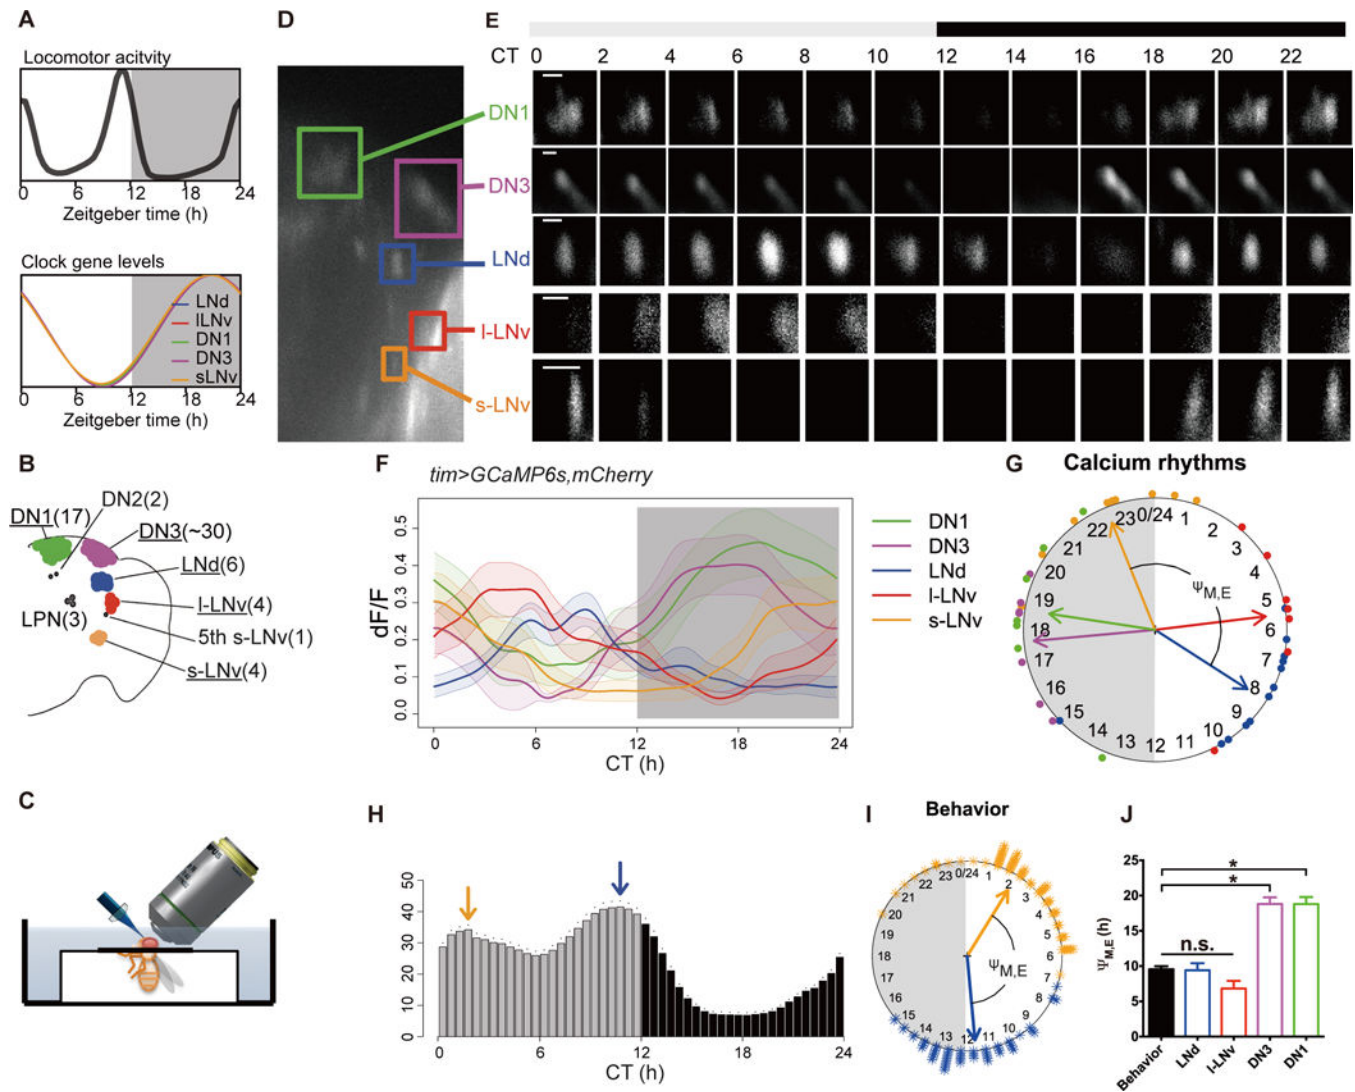 A
Locomotor acitvity
0 6 12 18 24
Zeitgeber time (h)
Clock gene levels
LNd
lLNv
DN1
DN3
sLNv
0 6 12 18 24
Zeitgeber time (h)
B
DN2(2)
DN1(17)
DN3(~30)
LNd(6)
l-LNv(4)
LPN(3)
5th s-LNv(1)
s-LNv(4)
C
D
DN1
DN3
LNd
l-LNv
s-LNv
E
CT
0 2 4 6 8 10 12 14 16 18 20 22
F
tim>GCaMP6s,mCherry
dF/F
0.5
0.4
0.3
0.2
0.1
0.0
0 6 12 18 24
CT (h)
DN1
DN3
LNd
l-LNv
s-LNv
G
Calcium rhythms
0/24 1 2 3 4 5 6 7 8 9 10 11 12 13 14 15 16 17 18 19 20 21 22 23
ΨM,E
H
50
40
30
20
10
0
0 6 12 18 24
CT (h)
I
Behavior
0/24 1 2 3 4 5 6 7 8 9 10 11 12 13 14 15 16 17 18 19 20 21 22 23
ΨM,E
J
ΨM,E (h)
25
20
15
10
5
0
*
*
n.s.
Behavior
LNd
l-LNv
DN3
DN1